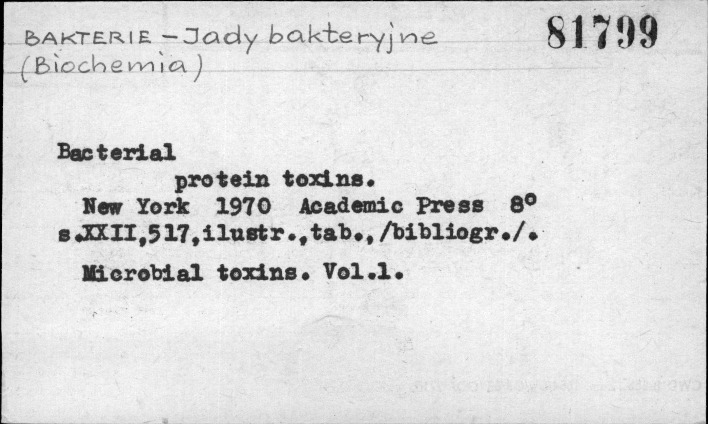 BAKTERIE – Jady bakteryjne 81799
(Biochemia)
Bacterial
protein toxins.
New York 1970 Academic Press 8º
s.XXII,517,ilustr.,tab.,/bibliogr./.
Microbial toxins. Vol.1.